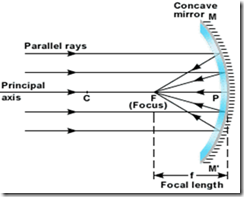 Concave
mirror M
Parallel rays
Principal
axis
C
F
(Focus)
P
f
Focal length
M'